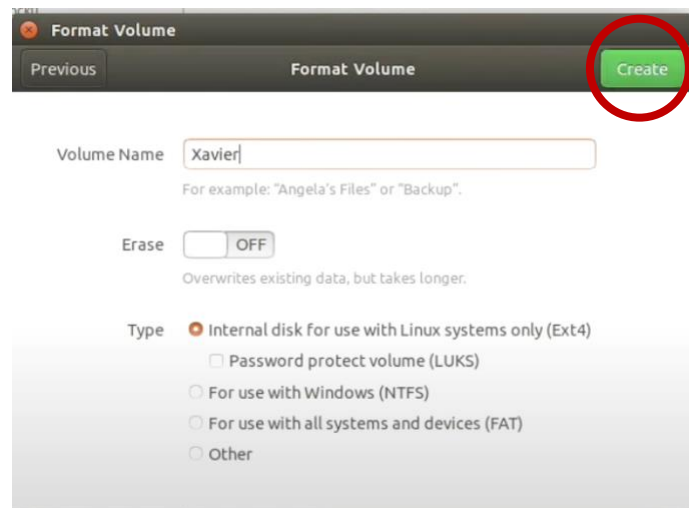 Format Volume
Previous
Format Volume
Create
Volume Name
Xavier
For example: "Angela's Files" or "Backup".
Erase
OFF
Overwrites existing data, but takes longer.
Type
Internal disk for use with Linux systems only (Ext4)
Password protect volume (LUKS)
For use with Windows (NTFS)
For use with all systems and devices (FAT)
Other